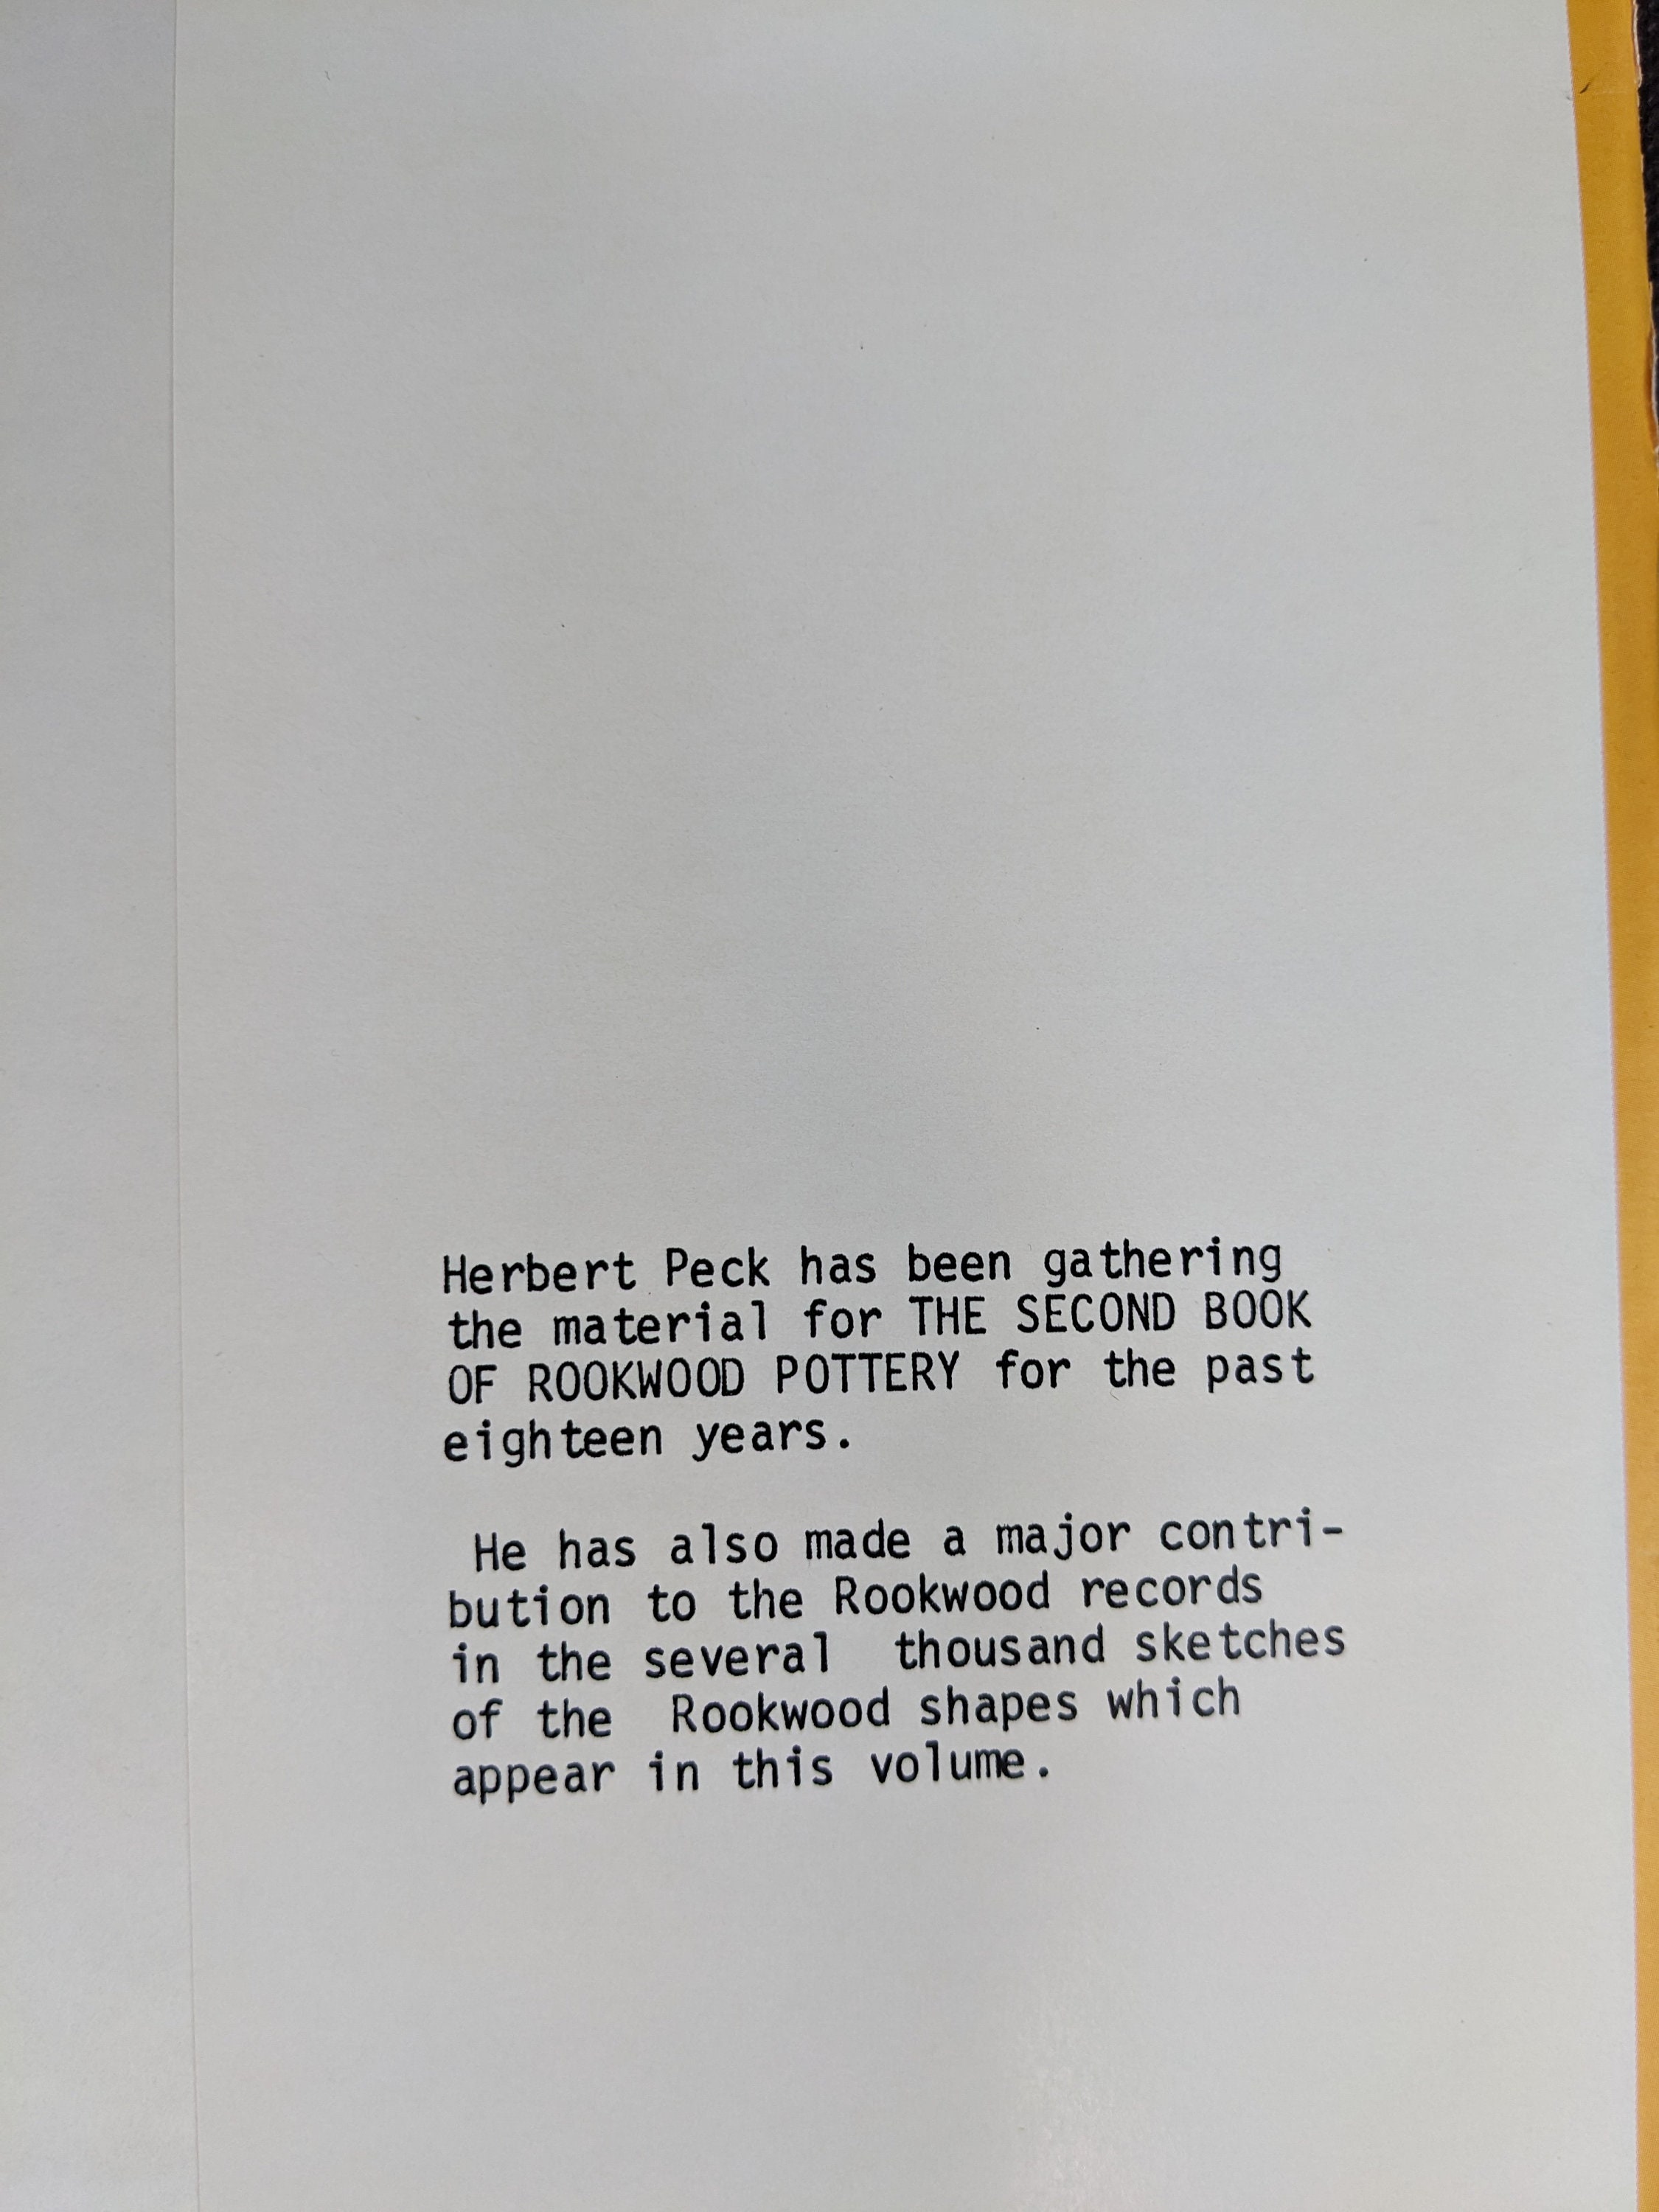 Herbert Peck has been gathering
the material for THE SECOND BOOK
OF ROOKWOOD POTTERY for the past
eighteen years.
He has also made a major contri-
bution to the Rookwood records
in the several thousand sketches
of the Rookwood shapes which
appear in this volume.